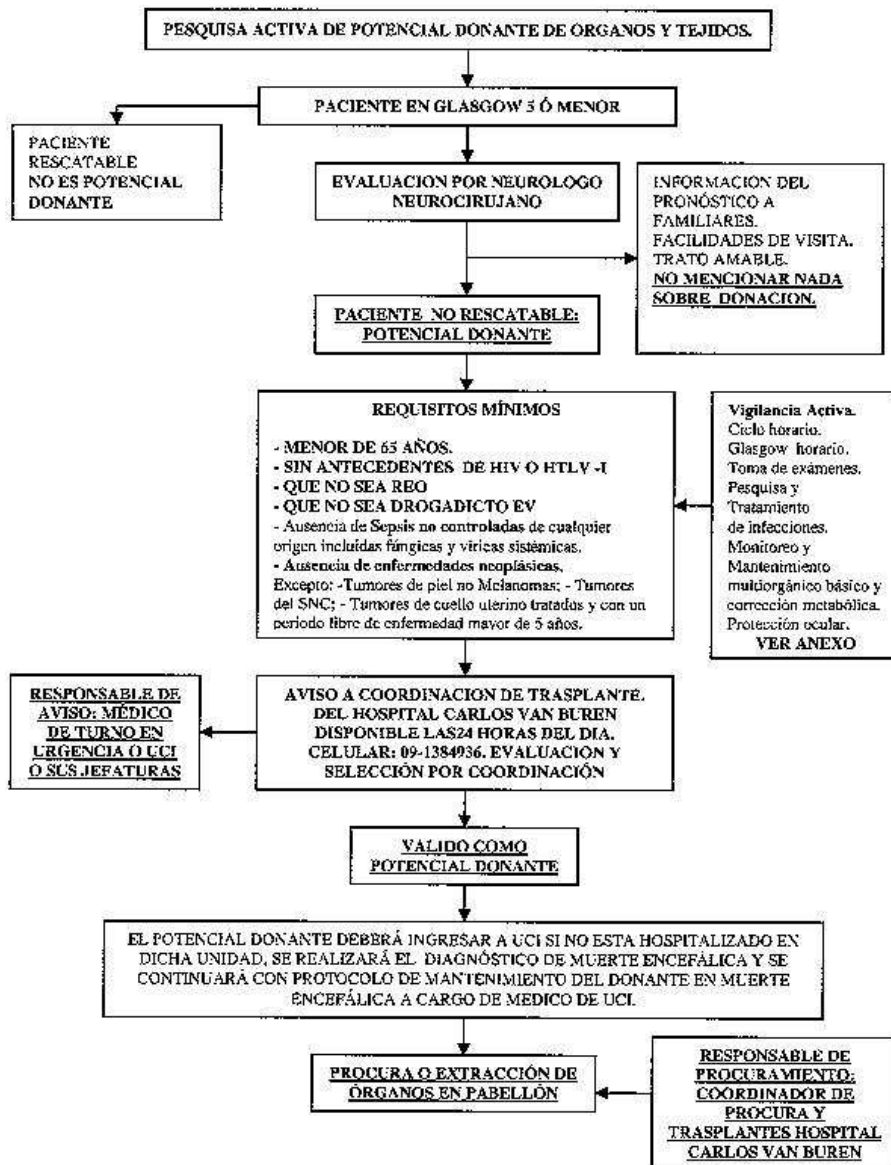 PESQUISA ACTIVA DE POTENCIAL DONANTE DE ORGANOS Y TEJIDOS.
PACIENTE EN GLASGOW 5 Ó MENOR
PACIENTE
RESCATABLE
NO ES POTENCIAL
DONANTE
EVALUACION POR NEUROLOGO
NEUROCIRUJANO
INFORMACION DEL
PRONÓSTICO A
FAMILIARES.
FACILIDADES DE VISITA.
TRATO AMABLE.
NO MENCIONAR NADA
SOBRE DONACION.
PACIENTE NO RESCATABLE:
POTENCIAL DONANTE
REQUISITOS MÍNIMOS
- MENOR DE 65 AÑOS.
- SIN ANTECEDENTES DE HIV O HTLV -I
- QUE NO SEA REO
- QUE NO SEA DROGADICTO EV
- Ausencia de Sepsis no controladas de cualquier
origen incluidas fúngicas y víricas sistémicas.
- Ausencia de enfermedades neoplásicas.
Excepto: -Tumores de piel no Melanomas; - Tumores
del SNC; - Tumores de cuello uterino tratados y con un
periodo libre de enfermedad mayor de 5 años.
Vigilancia Activa.
Ciclo horario.
Glasgow horario.
Toma de exámenes.
Pesquisa y
Tratamiento
de infecciones.
Monitoreo y
Mantenimiento
multiorgánico básico y
corrección metabólica.
Protección ocular.
VER ANEXO
RESPONSABLE DE
AVISO: MÉDICO
DE TURNO EN
URGENCIA O UCI
O SUS JEFATURAS
AVISO A COORDINACION DE TRASPLANTE.
DEL HOSPITAL CARLOS VAN BUREN
DISPONIBLE LAS24 HORAS DEL DIA.
CELULAR: 09-1384936. EVALUACION Y
SELECCIÓN POR COORDINACIÓN
VALIDO COMO
POTENCIAL DONANTE
EL POTENCIAL DONANTE DEBERÁ INGRESAR A UCI SI NO ESTA HOSPITALIZADO EN
DICHA UNIDAD, SE REALIZARÁ EL DIAGNÓSTICO DE MUERTE ENCEFÁLICA Y SE
CONTINUARÁ CON PROTOCOLO DE MANTENIMIENTO DEL DONANTE EN MUERTE
ENCEFÁLICA A CARGO DE MEDICO DE UCI.
PROCURA O EXTRACCIÓN DE
ÓRGANOS EN PABELLÓN
RESPONSABLE DE
PROCURAMIENTO:
COORDINADOR DE
PROCURA Y
TRASPLANTES HOSPITAL
CARLOS VAN BUREN